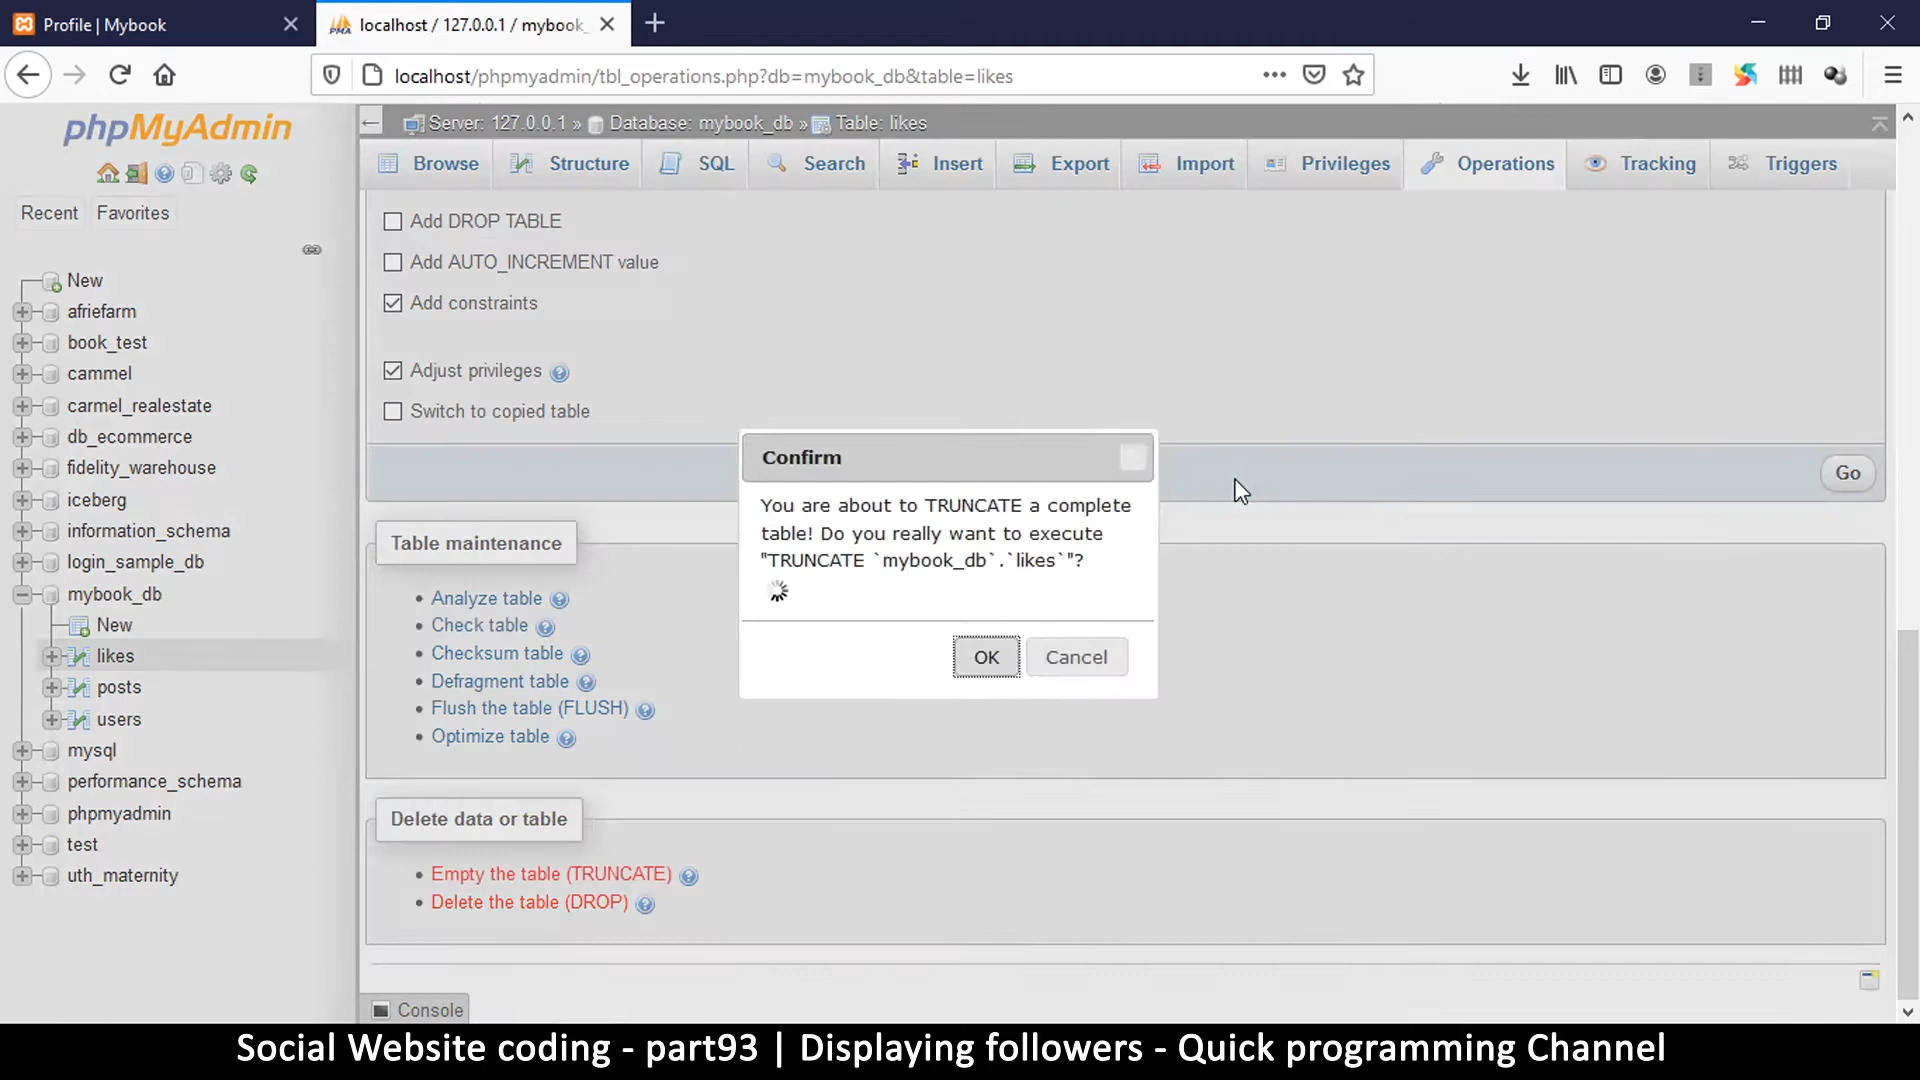 Profile | Mybook
localhost / 127.0.0.1 / mybook_
localhost/phpmyadmin/tbl_operations.php?db=mybook_db&table=likes
phpMyAdmin
Recent
Favorites
New
afriefarm
book_test
cammel
carmel_realestate
db_ecommerce
fidelity_warehouse
iceberg
information_schema
login_sample_db
mybook_db
New
likes
posts
users
mysql
performance_schema
phpmyadmin
test
uth_maternity
Server: 127.0.0.1 » Database: mybook_db » Table: likes
Browse
Structure
SQL
Search
Insert
Export
Import
Privileges
Operations
Tracking
Triggers
Add DROP TABLE
Add AUTO_INCREMENT value
Add constraints
Adjust privileges
Switch to copied table
Go
Confirm
You are about to TRUNCATE a complete
table! Do you really want to execute
"TRUNCATE `mybook_db`.`likes`"?
OK
Cancel
Table maintenance
Analyze table
Check table
Checksum table
Defragment table
Flush the table (FLUSH)
Optimize table
Delete data or table
Empty the table (TRUNCATE)
Delete the table (DROP)
Console
Social Website coding - part93 | Displaying followers - Quick programming Channel